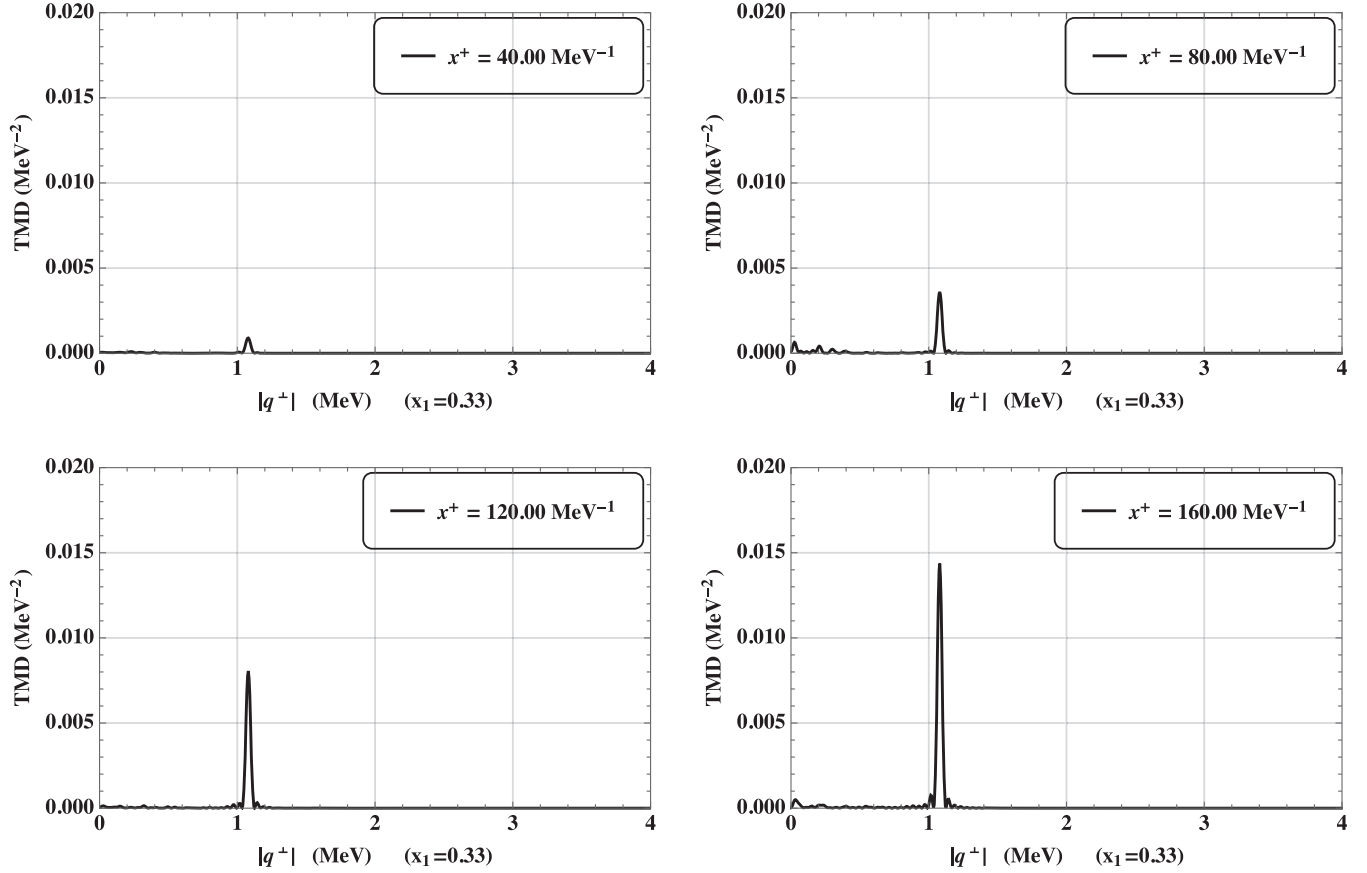 0.020
0.015
0.010
0.005
0.000
TMD (MeV⁻²)
x⁺ = 40.00 MeV⁻¹
0 1 2 3 4
|q^⊥| (MeV) (x₁=0.33)
0.020
0.015
0.010
0.005
0.000
TMD (MeV⁻²)
x⁺ = 80.00 MeV⁻¹
0 1 2 3 4
|q^⊥| (MeV) (x₁=0.33)
0.020
0.015
0.010
0.005
0.000
TMD (MeV⁻²)
x⁺ = 120.00 MeV⁻¹
0 1 2 3 4
|q^⊥| (MeV) (x₁=0.33)
0.020
0.015
0.010
0.005
0.000
TMD (MeV⁻²)
x⁺ = 160.00 MeV⁻¹
0 1 2 3 4
|q^⊥| (MeV) (x₁=0.33)